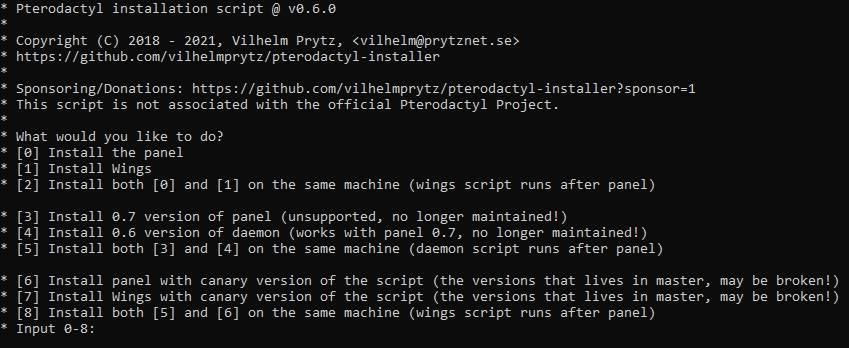 * Pterodactyl installation script @ v0.6.0
*
* Copyright (C) 2018 - 2021, Vilhelm Prytz, <vilhelm@prytznet.se>
* https://github.com/vilhelmprytz/pterodactyl-installer
*
* Sponsoring/Donations: https://github.com/vilhelmprytz/pterodactyl-installer?sponsor=1
* This script is not associated with the official Pterodactyl Project.
*
* What would you like to do?
* [0] Install the panel
* [1] Install Wings
* [2] Install both [0] and [1] on the same machine (wings script runs after panel)
* [3] Install 0.7 version of panel (unsupported, no longer maintained!)
* [4] Install 0.6 version of daemon (works with panel 0.7, no longer maintained!)
* [5] Install both [3] and [4] on the same machine (daemon script runs after panel)
* [6] Install panel with canary version of the script (the versions that lives in master, may be broken!)
* [7] Install Wings with canary version of the script (the versions that lives in master, may be broken!)
* [8] Install both [5] and [6] on the same machine (wings script runs after panel)
* Input 0-8: